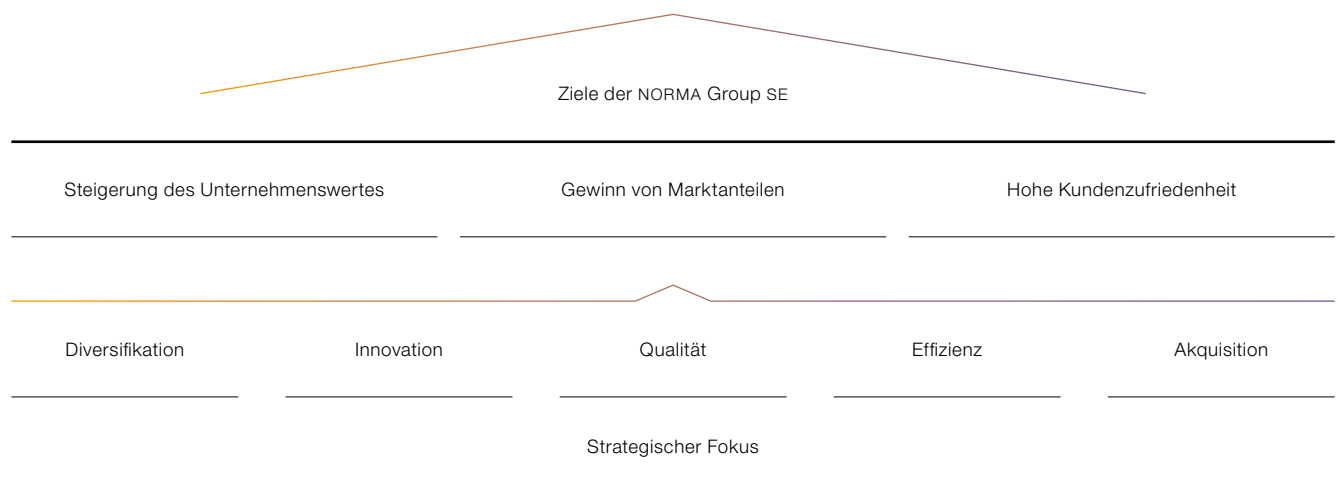 Ziele der NORMA Group SE
Steigerung des Unternehmenswertes
Gewinn von Marktanteilen
Hohe Kundenzufriedenheit
Diversifikation
Innovation
Qualität
Effizienz
Akquisition
Strategischer Fokus